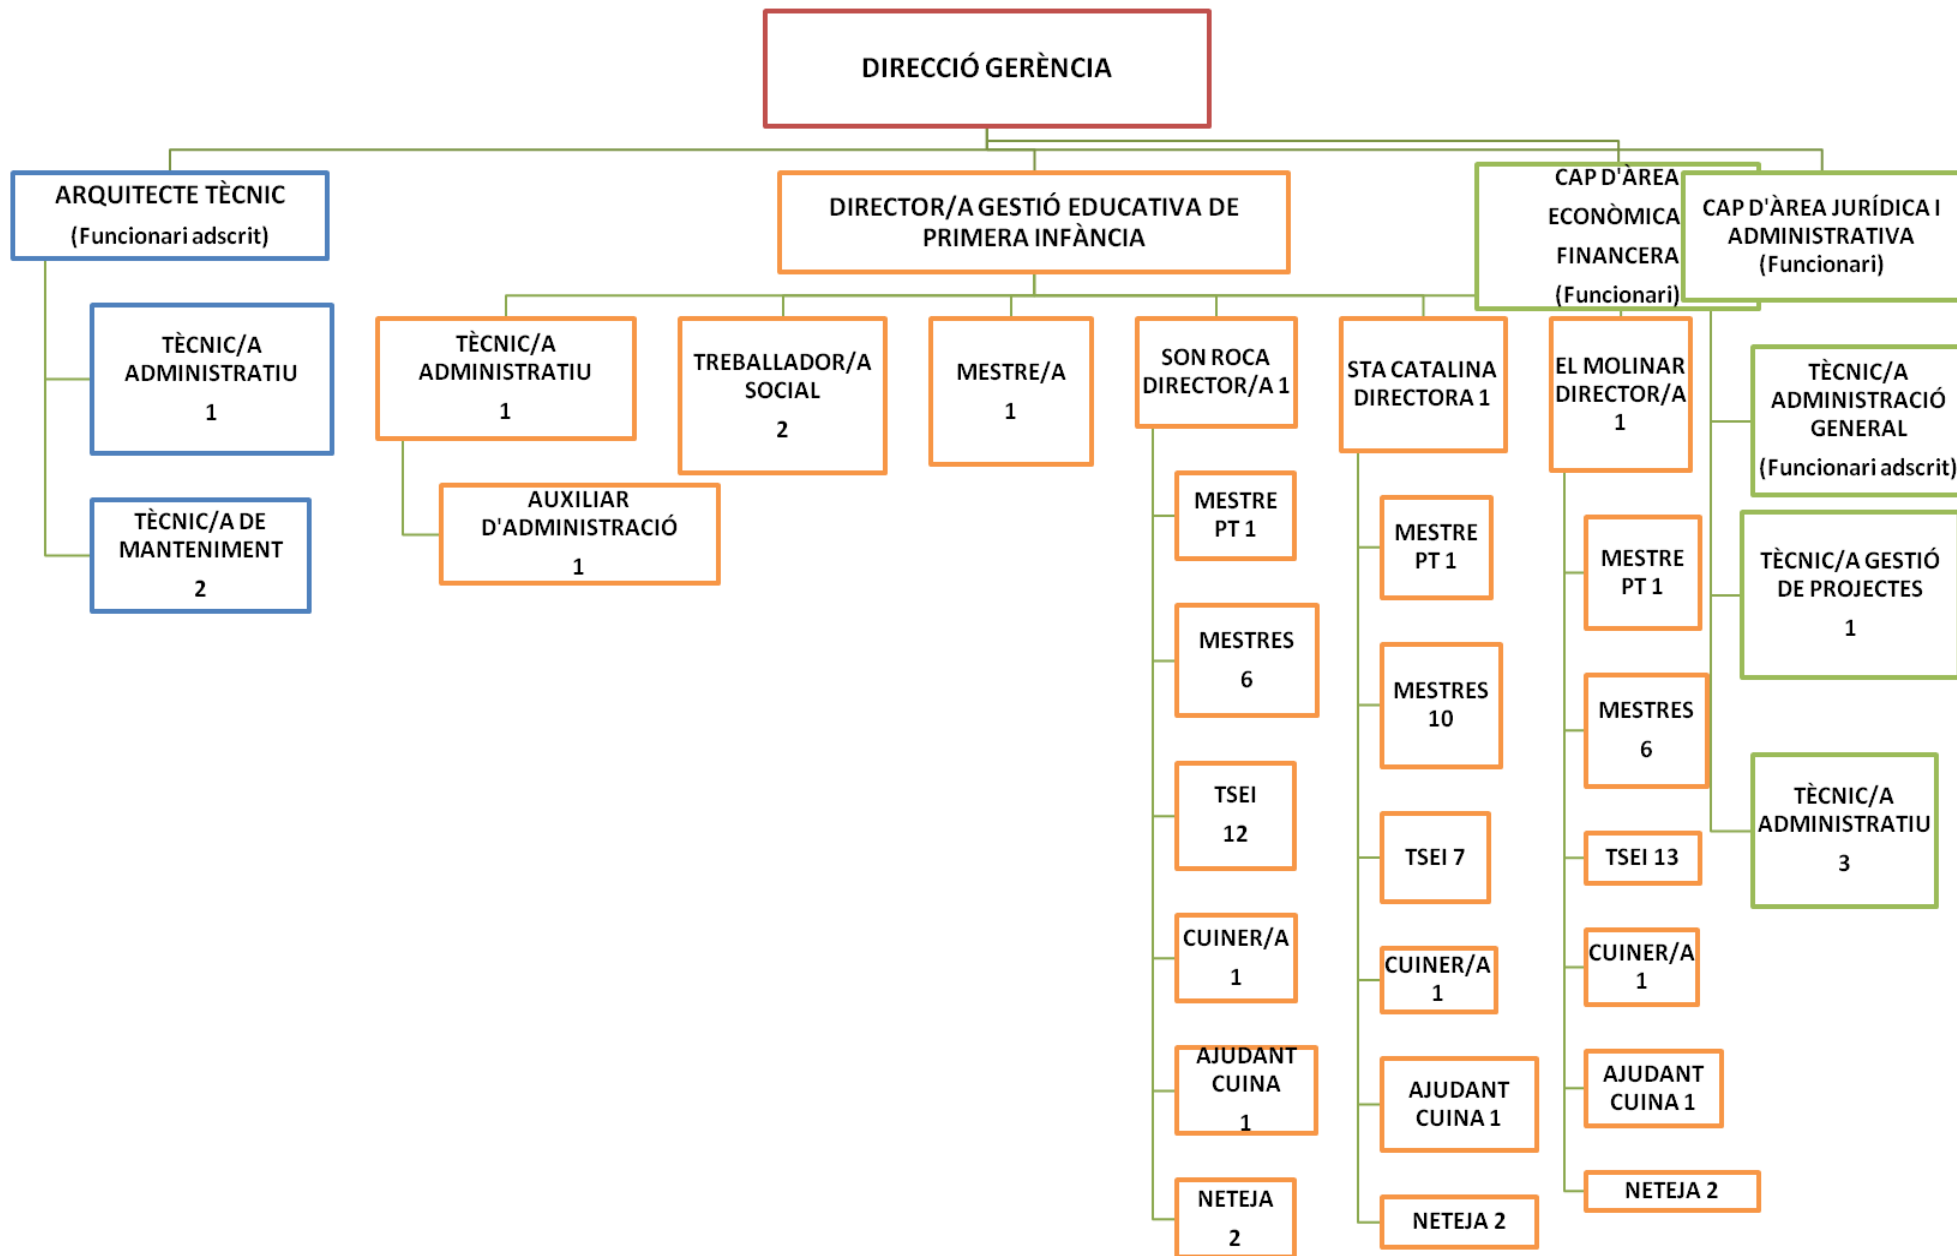 DIRECCIÓ GERÈNCIA
ARQUITECTE TÈCNIC
(Funcionari adscrit)
TÈCNIC/A
ADMINISTRATIU
1
TÈCNIC/A DE
MANTENIMENT
2
DIRECTOR/A GESTIÓ EDUCATIVA DE
PRIMERA INFÀNCIA
TÈCNIC/A
ADMINISTRATIU
1
AUXILIAR
D'ADMINISTRACIÓ
1
TREBALLADOR/A
SOCIAL
2
MESTRE/A
1
SON ROCA
DIRECTOR/A 1
MESTRE
PT 1
MESTRES
6
TSEI
12
CUINER/A
1
AJUDANT
CUINA
1
NETEJA
2
STA CATALINA
DIRECTORA 1
MESTRE
PT 1
MESTRES
10
TSEI 7
CUINER/A
1
AJUDANT
CUINA 1
NETEJA 2
EL MOLINAR
DIRECTOR/A
1
MESTRE
PT 1
MESTRES
6
TSEI 13
CUINER/A
1
AJUDANT
CUINA 1
NETEJA 2
CAP D'ÀREA
ECONÒMICA
FINANCERA
(Funcionari)
CAP D'ÀREA JURÍDICA I
ADMINISTRATIVA
(Funcionari)
TÈCNIC/A
ADMINISTRACIÓ
GENERAL
(Funcionari adscrit)
TÈCNIC/A GESTIÓ
DE PROJECTES
1
TÈCNIC/A
ADMINISTRATIU
3